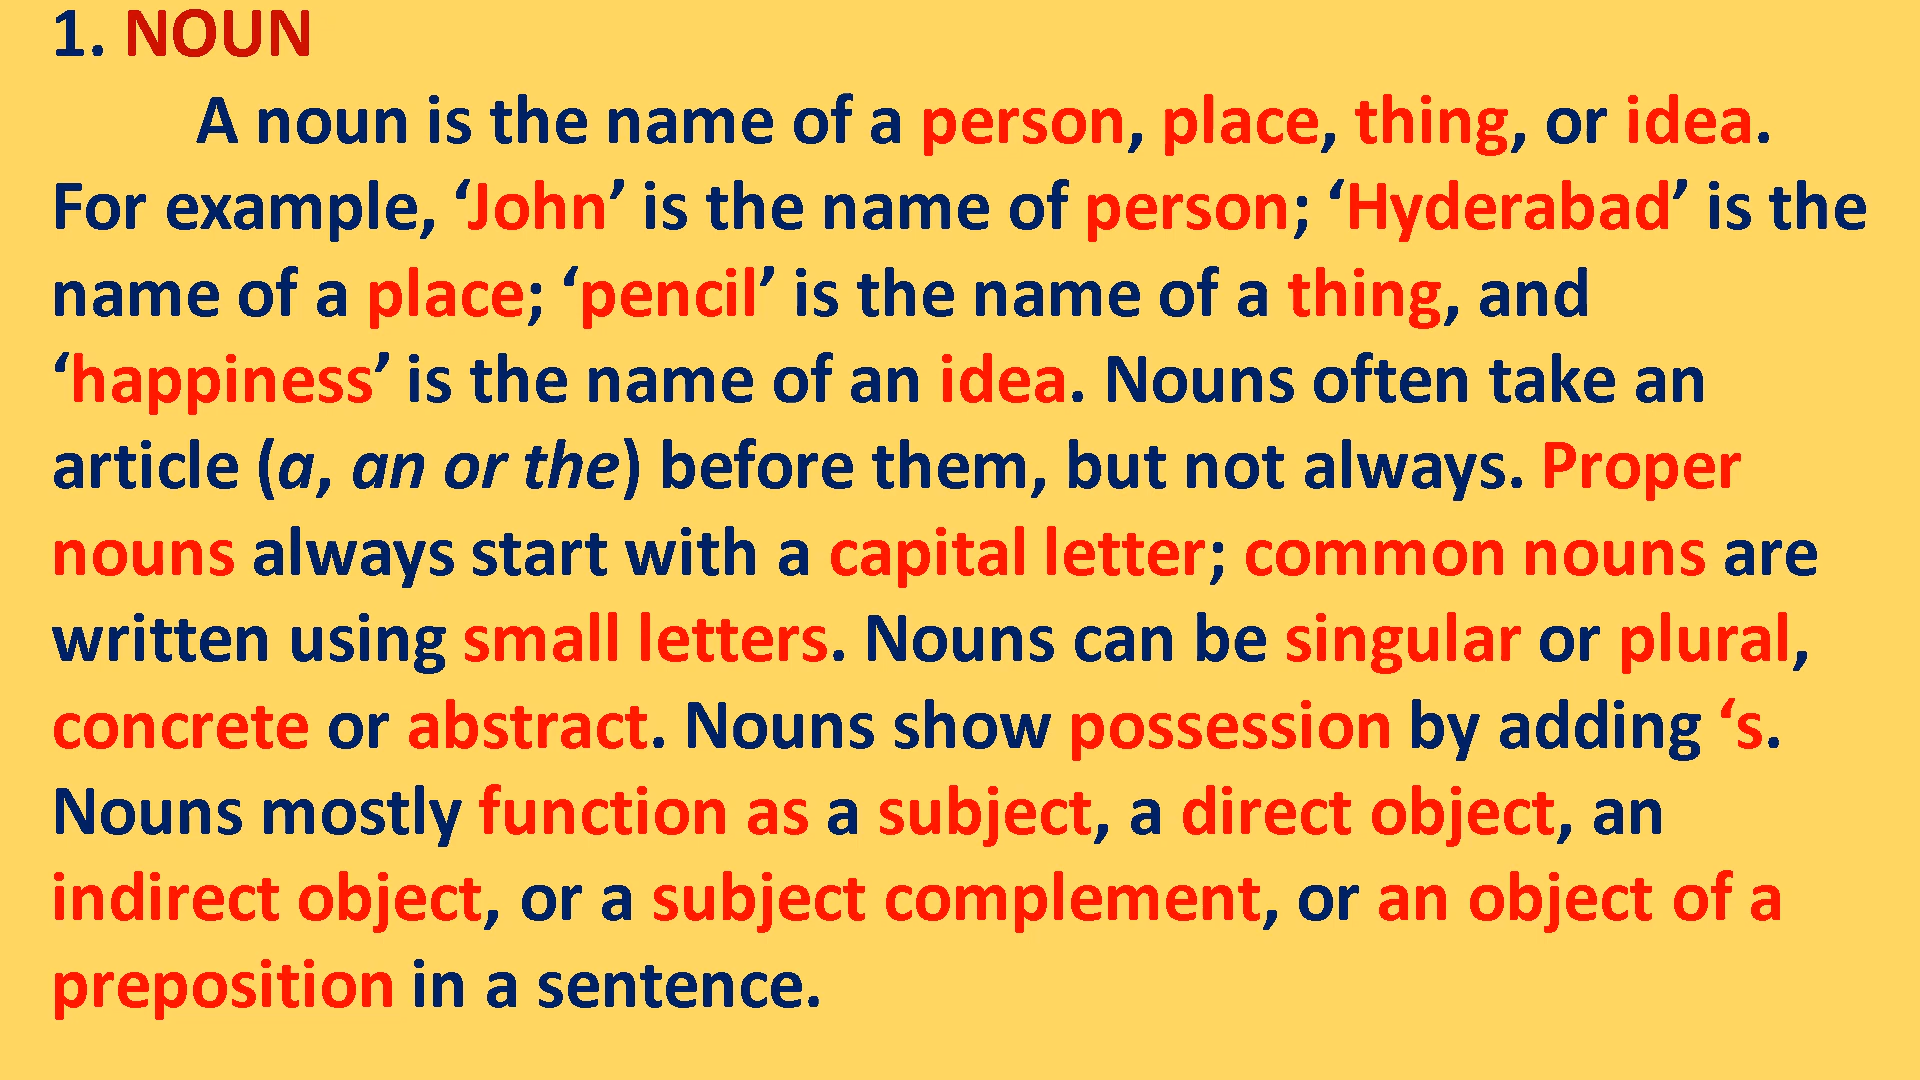 1. NOUN
A noun is the name of a person, place, thing, or idea.
For example, ‘John’ is the name of person; ‘Hyderabad’ is the
name of a place; ‘pencil’ is the name of a thing, and
‘happiness’ is the name of an idea. Nouns often take an
article (a, an or the) before them, but not always. Proper
nouns always start with a capital letter; common nouns are
written using small letters. Nouns can be singular or plural,
concrete or abstract. Nouns show possession by adding ‘s.
Nouns mostly function as a subject, a direct object, an
indirect object, or a subject complement, or an object of a
preposition in a sentence.